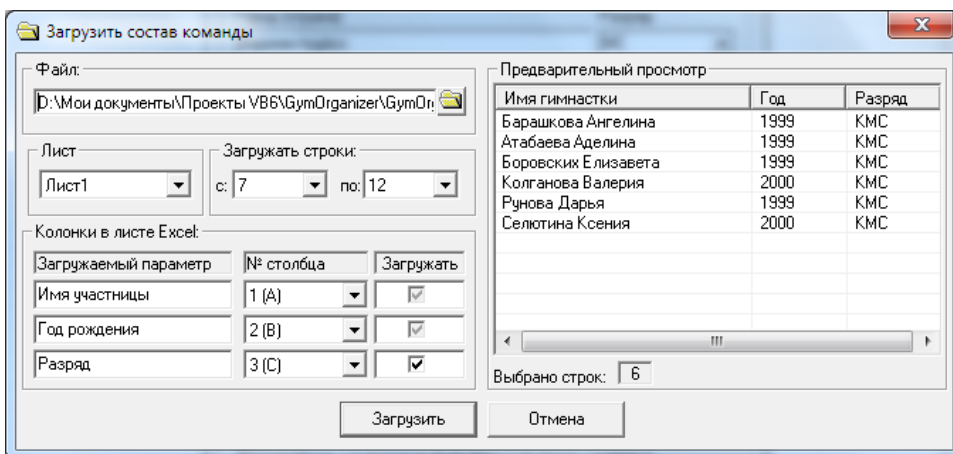 Загрузить состав команды
Файл:
D:\Мои документы\Проекты VB6\GymOrganizer\GymOrg
Лист
Лист1
Загружать строки:
с: 7 по: 12
Колонки в листе Excel:
Загружаемый параметр № столбца Загружать
Имя участницы 1 (A)
Год рождения 2 (B)
Разряд 3 (C)
Предварительный просмотр
Имя гимнастки Год Разряд
Барашкова Ангелина 1999 КМС
Атабаева Аделина 1999 КМС
Боровских Елизавета 1999 КМС
Колганова Валерия 2000 КМС
Рунова Дарья 1999 КМС
Селютина Ксения 2000 КМС
Выбрано строк: 6
Загрузить Отмена